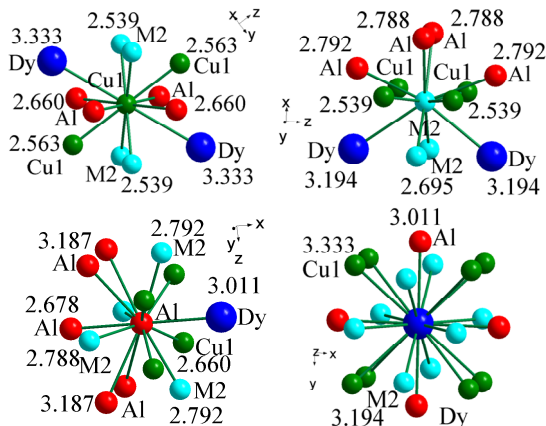 2.539
M2
x
z
y
3.333
2.563
Dy
Cu1
Cu1
2.660
Al
2.660
Al
2.563
Cu1
Dy
M2
2.539
3.333
2.788
2.788
2.792
Al
Al
2.792
Al
Al
Cu1
Cu1
x
z
y
2.539
2.539
M2
Dy
M2
Dy
3.194
2.695
3.194
2.792
x
y
z
3.187
M2
Al
3.011
2.678
Al
Al
Dy
2.788
Cu1
M2
2.660
3.187
M2
2.792
3.011
3.333
Al
Cu1
z
x
y
M2
3.194
Dy